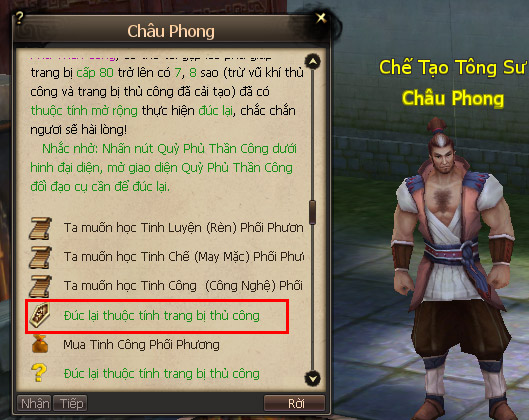 ?
Châu Phong
trang bị cấp 80 trở lên có 7, 8 sao (trừ vũ khí thủ
công và trang bị thủ công đã cải tạo) đã có
thuộc tính mở rộng thực hiện đúc lại, chắc chắn
ngươi sẽ hài lòng!
Nhắc nhở: Nhấn nút Quỷ Phủ Thần Công dưới
hình đại diện, mở giao diện Quỷ Phủ Thần Công
đổi đạo cụ cần để đúc lại.
Ta muốn học Tinh Luyện (Rèn) Phối Phươn
Ta muốn học Tinh Chế (May Mặc) Phối Phươ
Ta muốn học Tinh Công (Công Nghệ) Phối
Đúc lại thuộc tính trang bị thủ công
Mua Tinh Công Phối Phương
? Đúc lại thuộc tính trang bị thủ công
Nhận Tiếp Rời
Chế Tạo Tông Sư
Châu Phong